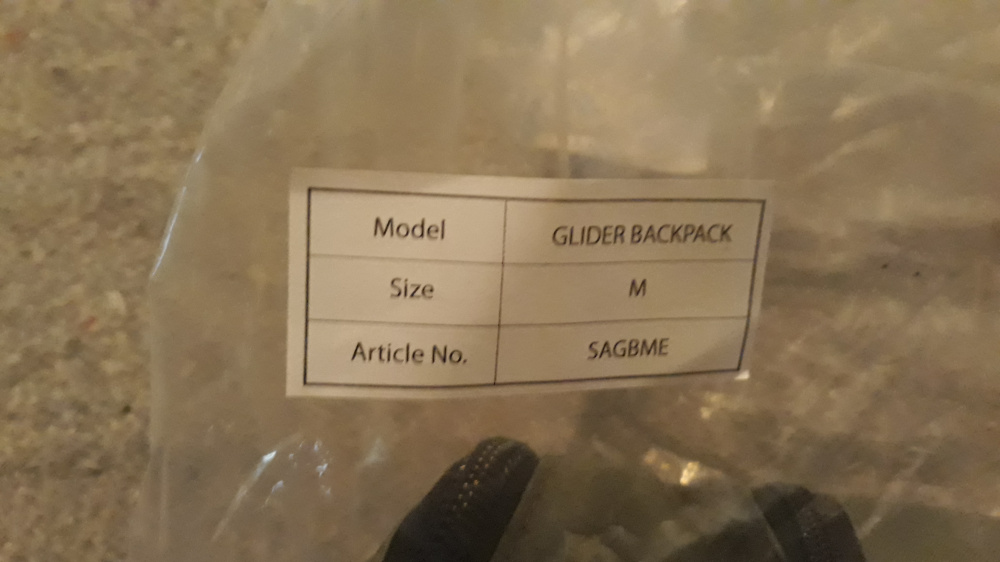 Model GLIDER BACKPACK
Size M
Article No. SAGBME